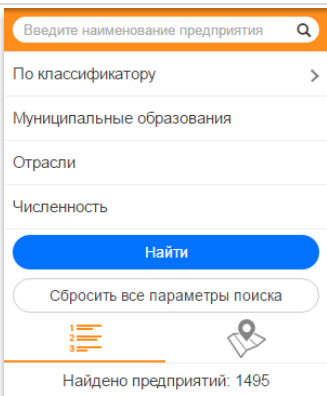 Введите наименование предприятия
По классификатору
Муниципальные образования
Отрасли
Численность
Найти
Сбросить все параметры поиска
1
2
3
Найдено предприятий: 1495